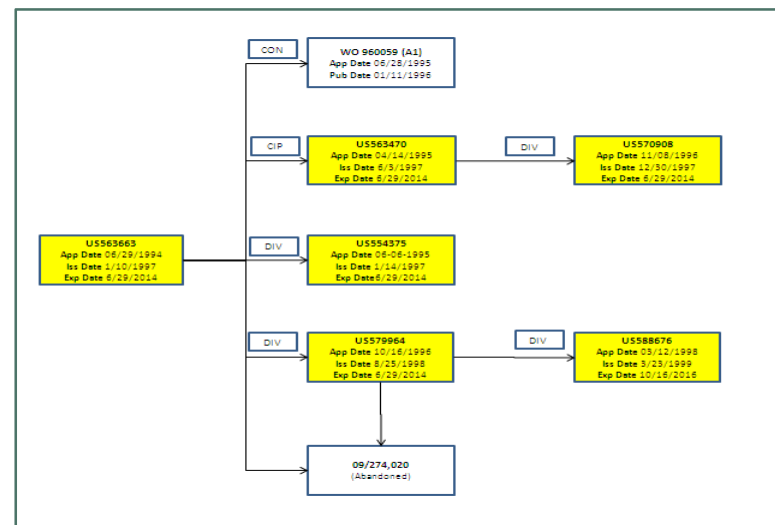 CON
WO 960059 (A1)
App Date 06/28/1995
Pub Date 01/11/1996
CIP
US563470
App Date 04/14/1995
Iss Date 6/3/1997
Exp Date 6/29/2014
DIV
US570908
App Date 11/08/1996
Iss Date 12/30/1997
Exp Date 6/29/2014
US563663
App Date 06/29/1994
Iss Date 1/10/1997
Exp Date 6/29/2014
DIV
US554375
App Date 06-06-1995
Iss Date 1/14/1997
Exp Date6/29/2014
DIV
US579964
App Date 10/16/1996
Iss Date 8/25/1998
Exp Date 6/29/2014
DIV
US588676
App Date 03/12/1998
Iss Date 3/23/1999
Exp Date 10/16/2016
09/274,020
(Abandoned)